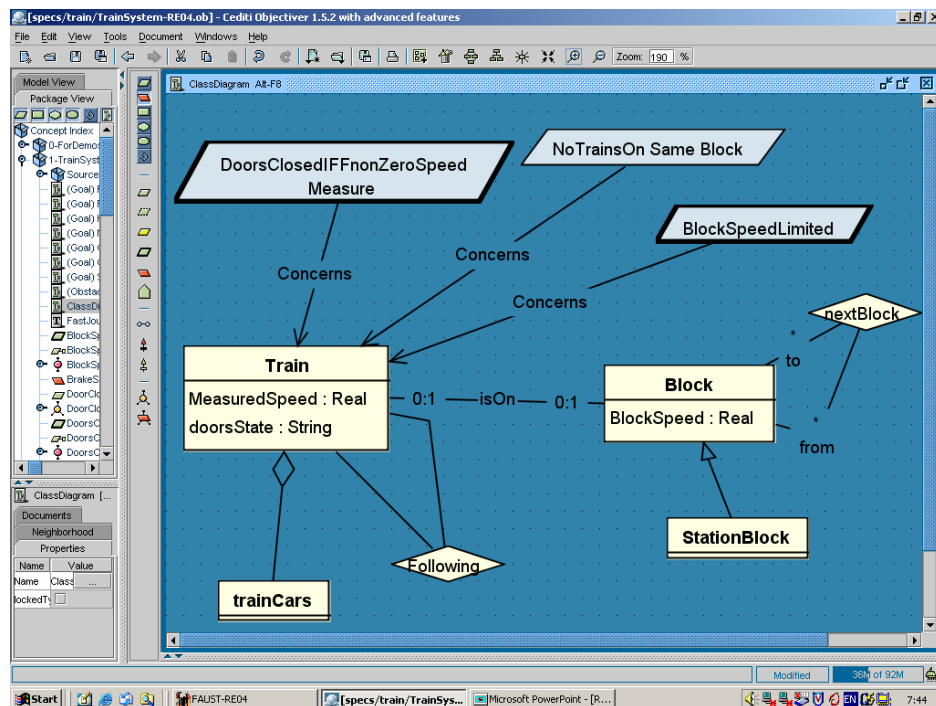 [specs/train/TrainSystem-RE04.ob] - Cediti Objectiver 1.5.2 with advanced features
File Edit View Tools Document Windows Help
Zoom: 190 %
Model View
Package View
Concept Index
0-ForDemos
1-TrainSyst
Source
(Goal)
(Goal)
(Goal)
(Goal)
(Goal)
(Goal)
(Goal)
(Obstac
ClassDi
FastJou
BlockSp
BlockSp
BlockSp
BrakeS
DoorClo
DoorClo
DoorsC
DoorsC
DoorsC
ClassDiagram [...
Documents
Neighborhood
Properties
Name Value
Name Class ...
lockedTy
ClassDiagram Alt-F8
DoorsClosedIFFnonZeroSpeed
Measure
NoTrainsOn Same Block
BlockSpeedLimited
Concerns
Concerns
Concerns
nextBlock
*
to
*
from
Train
MeasuredSpeed : Real
doorsState : String
0:1 isOn 0:1
Block
BlockSpeed : Real
StationBlock
Following
trainCars
Modified 36M of 92M
Start FAUST-RE04 [specs/train/TrainSys... Microsoft PowerPoint - [R... EN 7:44